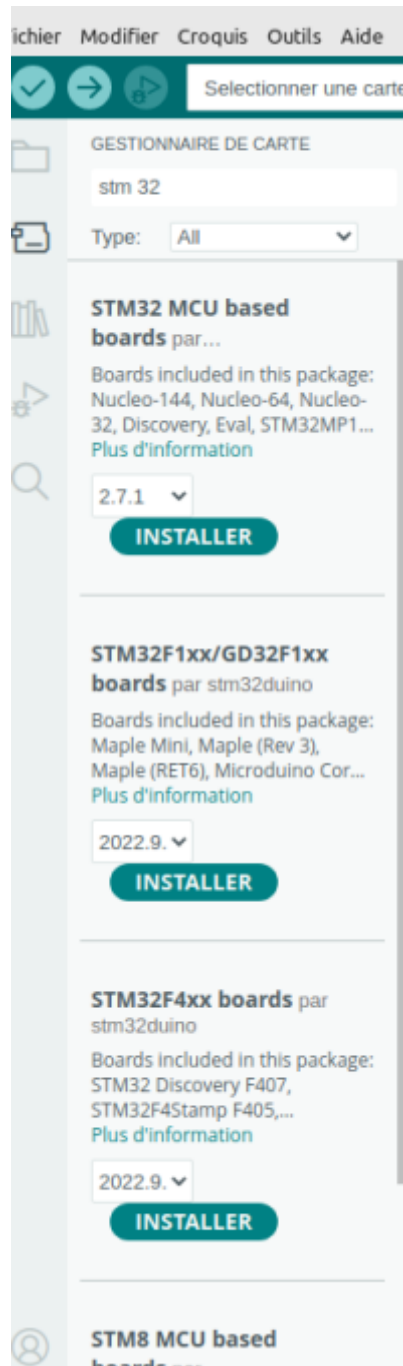 ichier Modifier Croquis Outils Aide
Selectionner une carte
GESTIONNAIRE DE CARTE
stm 32
Type: All
STM32 MCU based
boards par...
Boards included in this package:
Nucleo-144, Nucleo-64, Nucleo-
32, Discovery, Eval, STM32MP1...
Plus d'information
2.7.1
INSTALLER
STM32F1xx/GD32F1xx
boards par stm32duino
Boards included in this package:
Maple Mini, Maple (Rev 3),
Maple (RET6), Microduino Cor...
Plus d'information
2022.9.
INSTALLER
STM32F4xx boards par
stm32duino
Boards included in this package:
STM32 Discovery F407,
STM32F4Stamp F405,...
Plus d'information
2022.9.
INSTALLER
STM8 MCU based